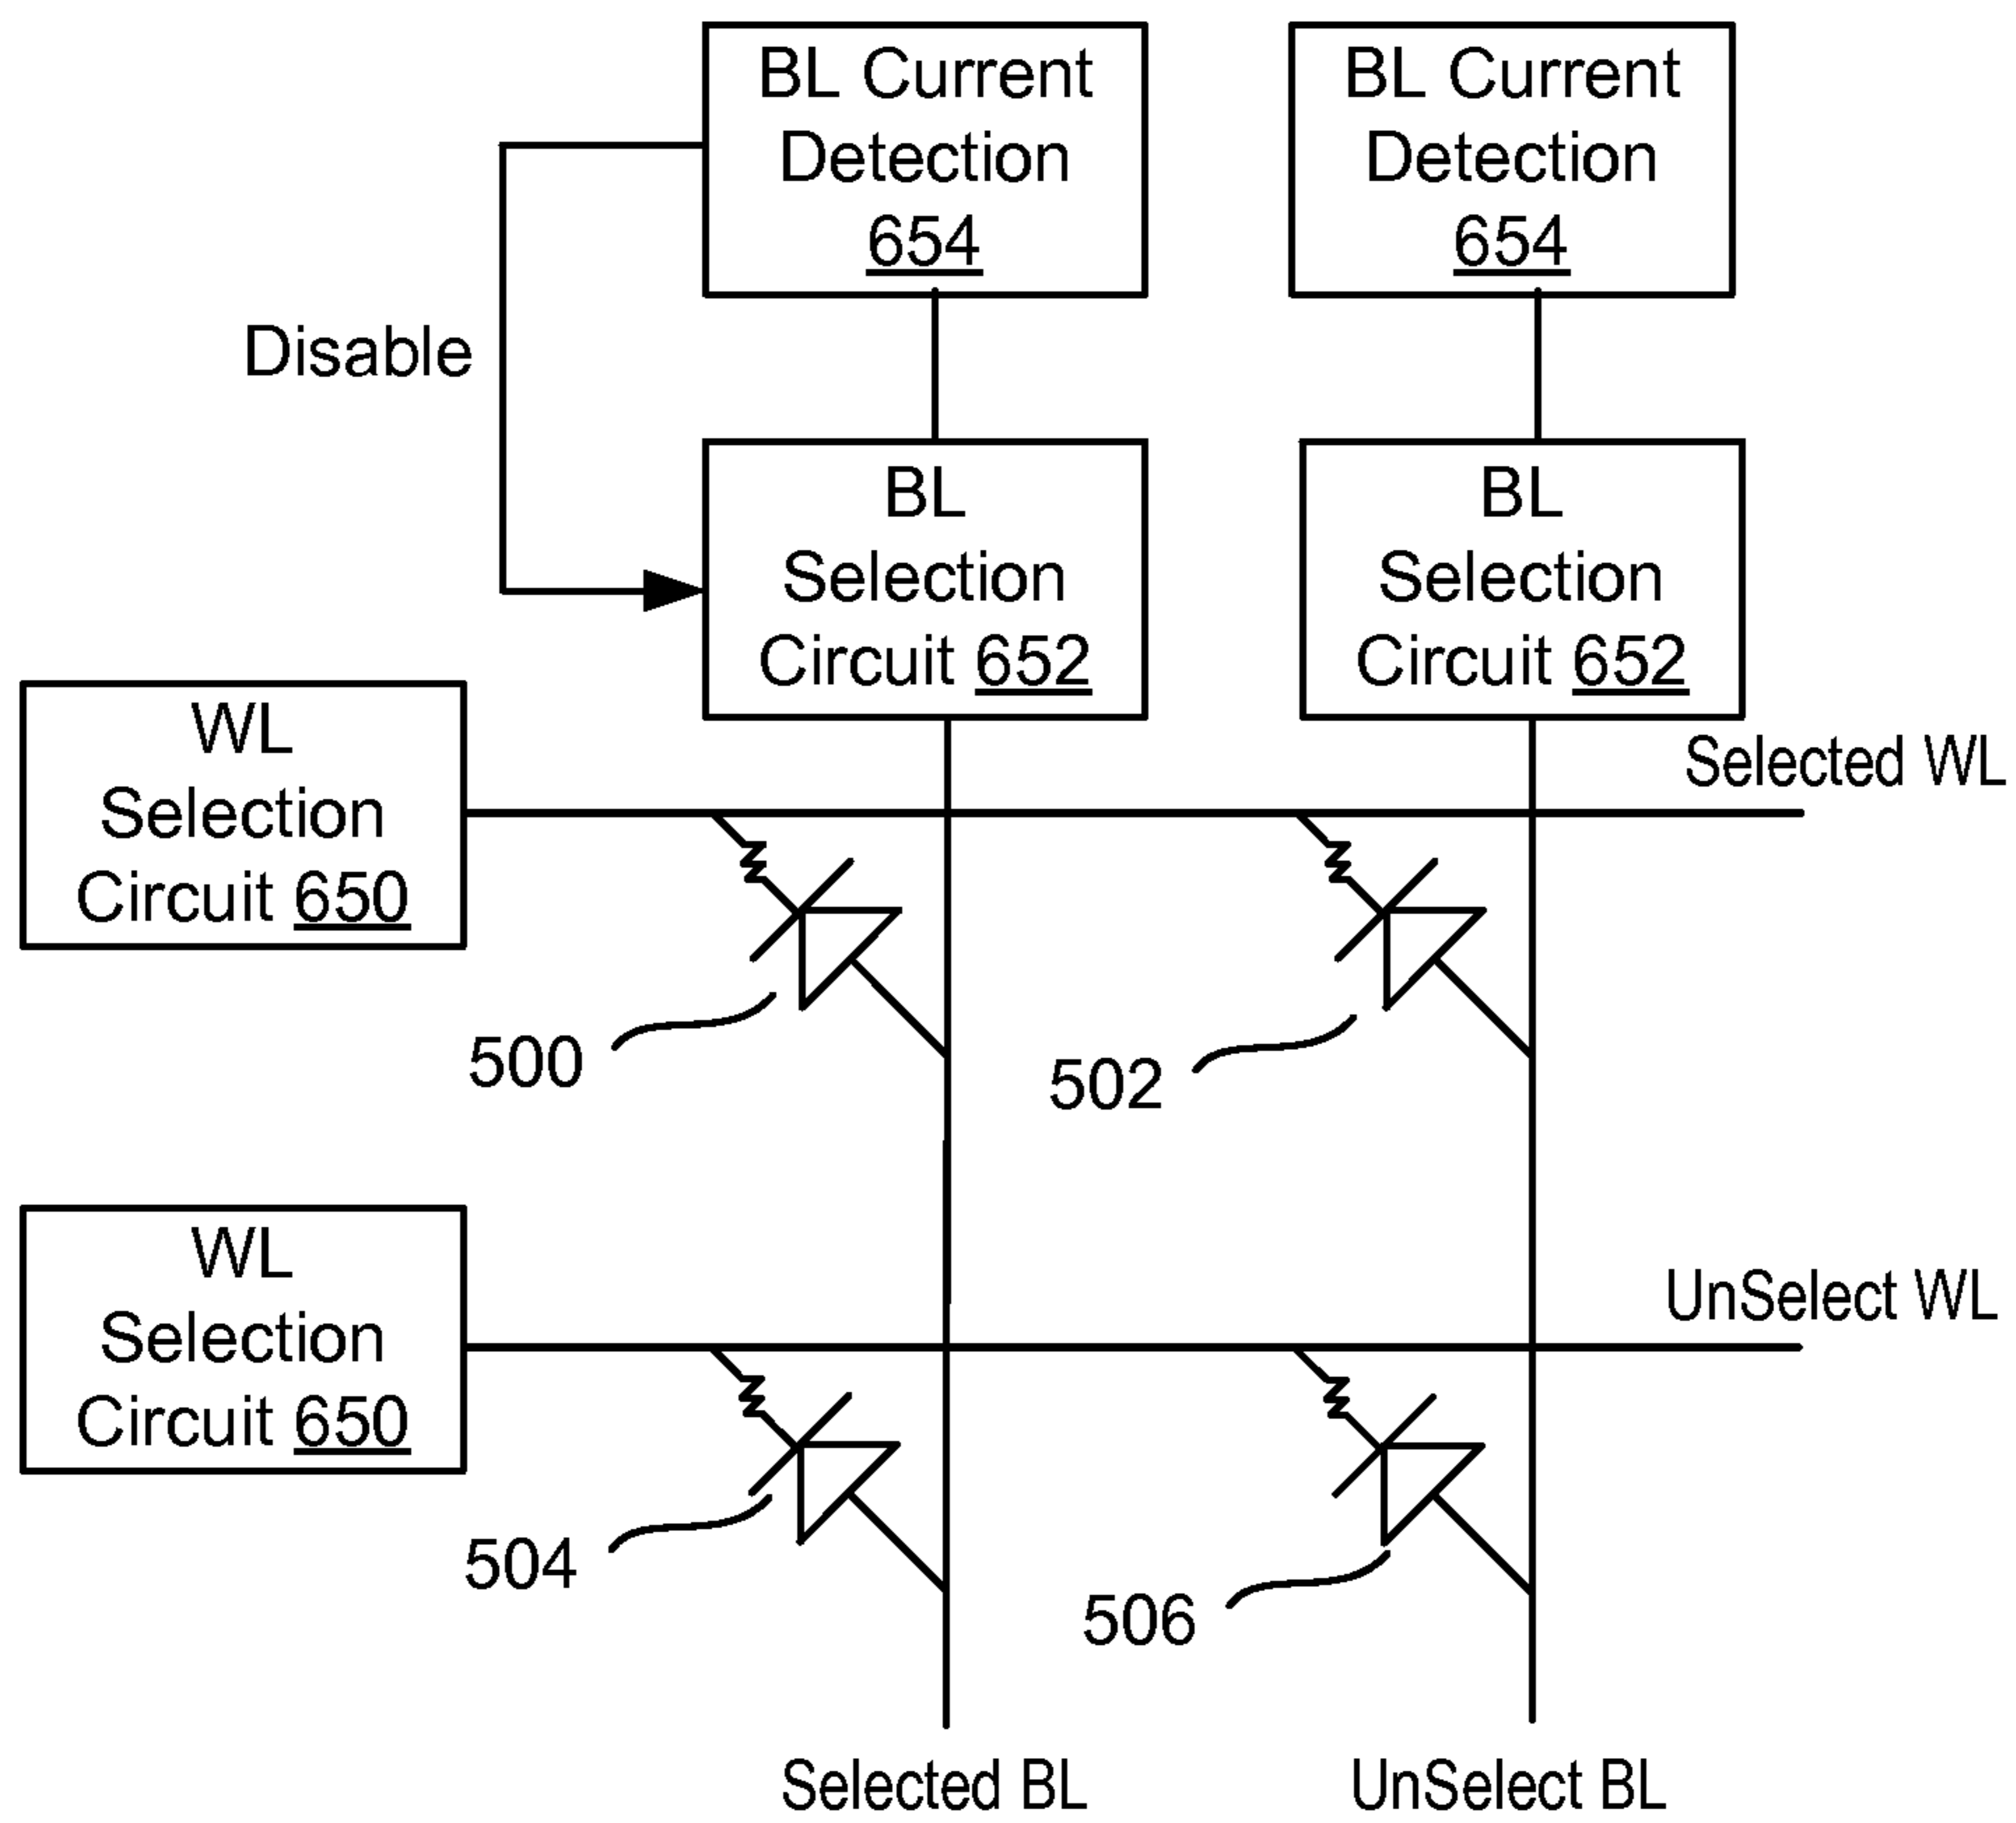 BL Current
Detection
654
BL Current
Detection
654
Disable
BL
Selection
Circuit 652
BL
Selection
Circuit 652
WL
Selection
Circuit 650
Selected WL
500
502
WL
Selection
Circuit 650
UnSelect WL
504
506
Selected BL
UnSelect BL